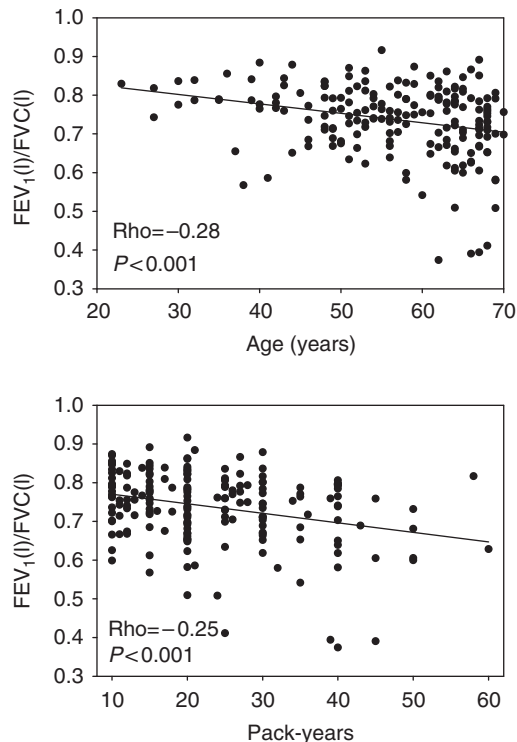 FEV₁(l)/FVC(l)
1.0
0.9
0.8
0.7
0.6
0.5
0.4
0.3
Rho=−0.28
P<0.001
20 30 40 50 60 70
Age (years)
FEV₁(l)/FVC(l)
1.0
0.9
0.8
0.7
0.6
0.5
0.4
0.3
Rho=−0.25
P<0.001
10 20 30 40 50 60
Pack-years